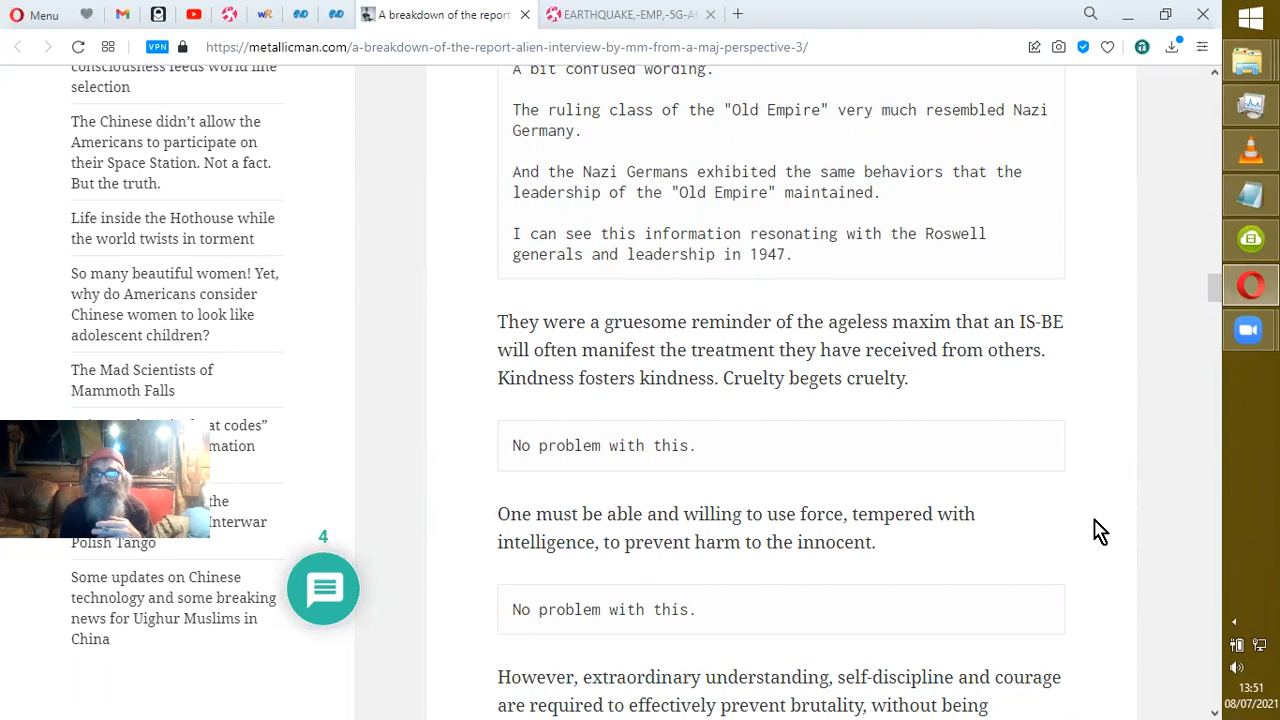 Menu
A breakdown of the report
EARTHQUAKE,-EMP,-5G-A
VPN
https://metallicman.com/a-breakdown-of-the-report-alien-interview-by-mm-from-a-maj-perspective-3/
consciousness feeds world line
selection
The Chinese didn’t allow the
Americans to participate on
their Space Station. Not a fact.
But the truth.
Life inside the Hothouse while
the world twists in torment
So many beautiful women! Yet,
why do Americans consider
Chinese women to look like
adolescent children?
The Mad Scientists of
Mammoth Falls
at codes”
mation
the
Interwar
Polish Tango
Some updates on Chinese
technology and some breaking
news for Uighur Muslims in
China
4
A bit confused wording.
The ruling class of the "Old Empire" very much resembled Nazi
Germany.
And the Nazi Germans exhibited the same behaviors that the
leadership of the "Old Empire" maintained.
I can see this information resonating with the Roswell
generals and leadership in 1947.
They were a gruesome reminder of the ageless maxim that an IS-BE
will often manifest the treatment they have received from others.
Kindness fosters kindness. Cruelty begets cruelty.
No problem with this.
One must be able and willing to use force, tempered with
intelligence, to prevent harm to the innocent.
No problem with this.
However, extraordinary understanding, self-discipline and courage
are required to effectively prevent brutality, without being
13:51
08/07/2021